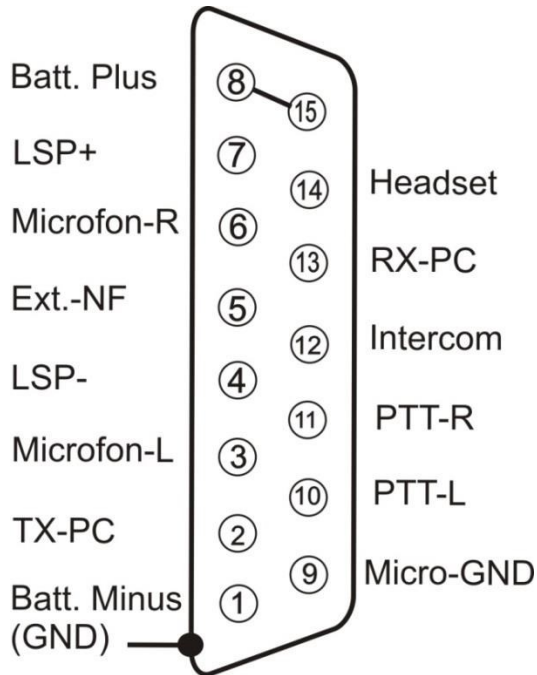 Batt. Plus
8
15
LSP+
7
14
Headset
Microfon-R
6
13
RX-PC
Ext.-NF
5
12
Intercom
LSP-
4
11
PTT-R
Microfon-L
3
10
PTT-L
TX-PC
2
9
Micro-GND
Batt. Minus
(GND)
1